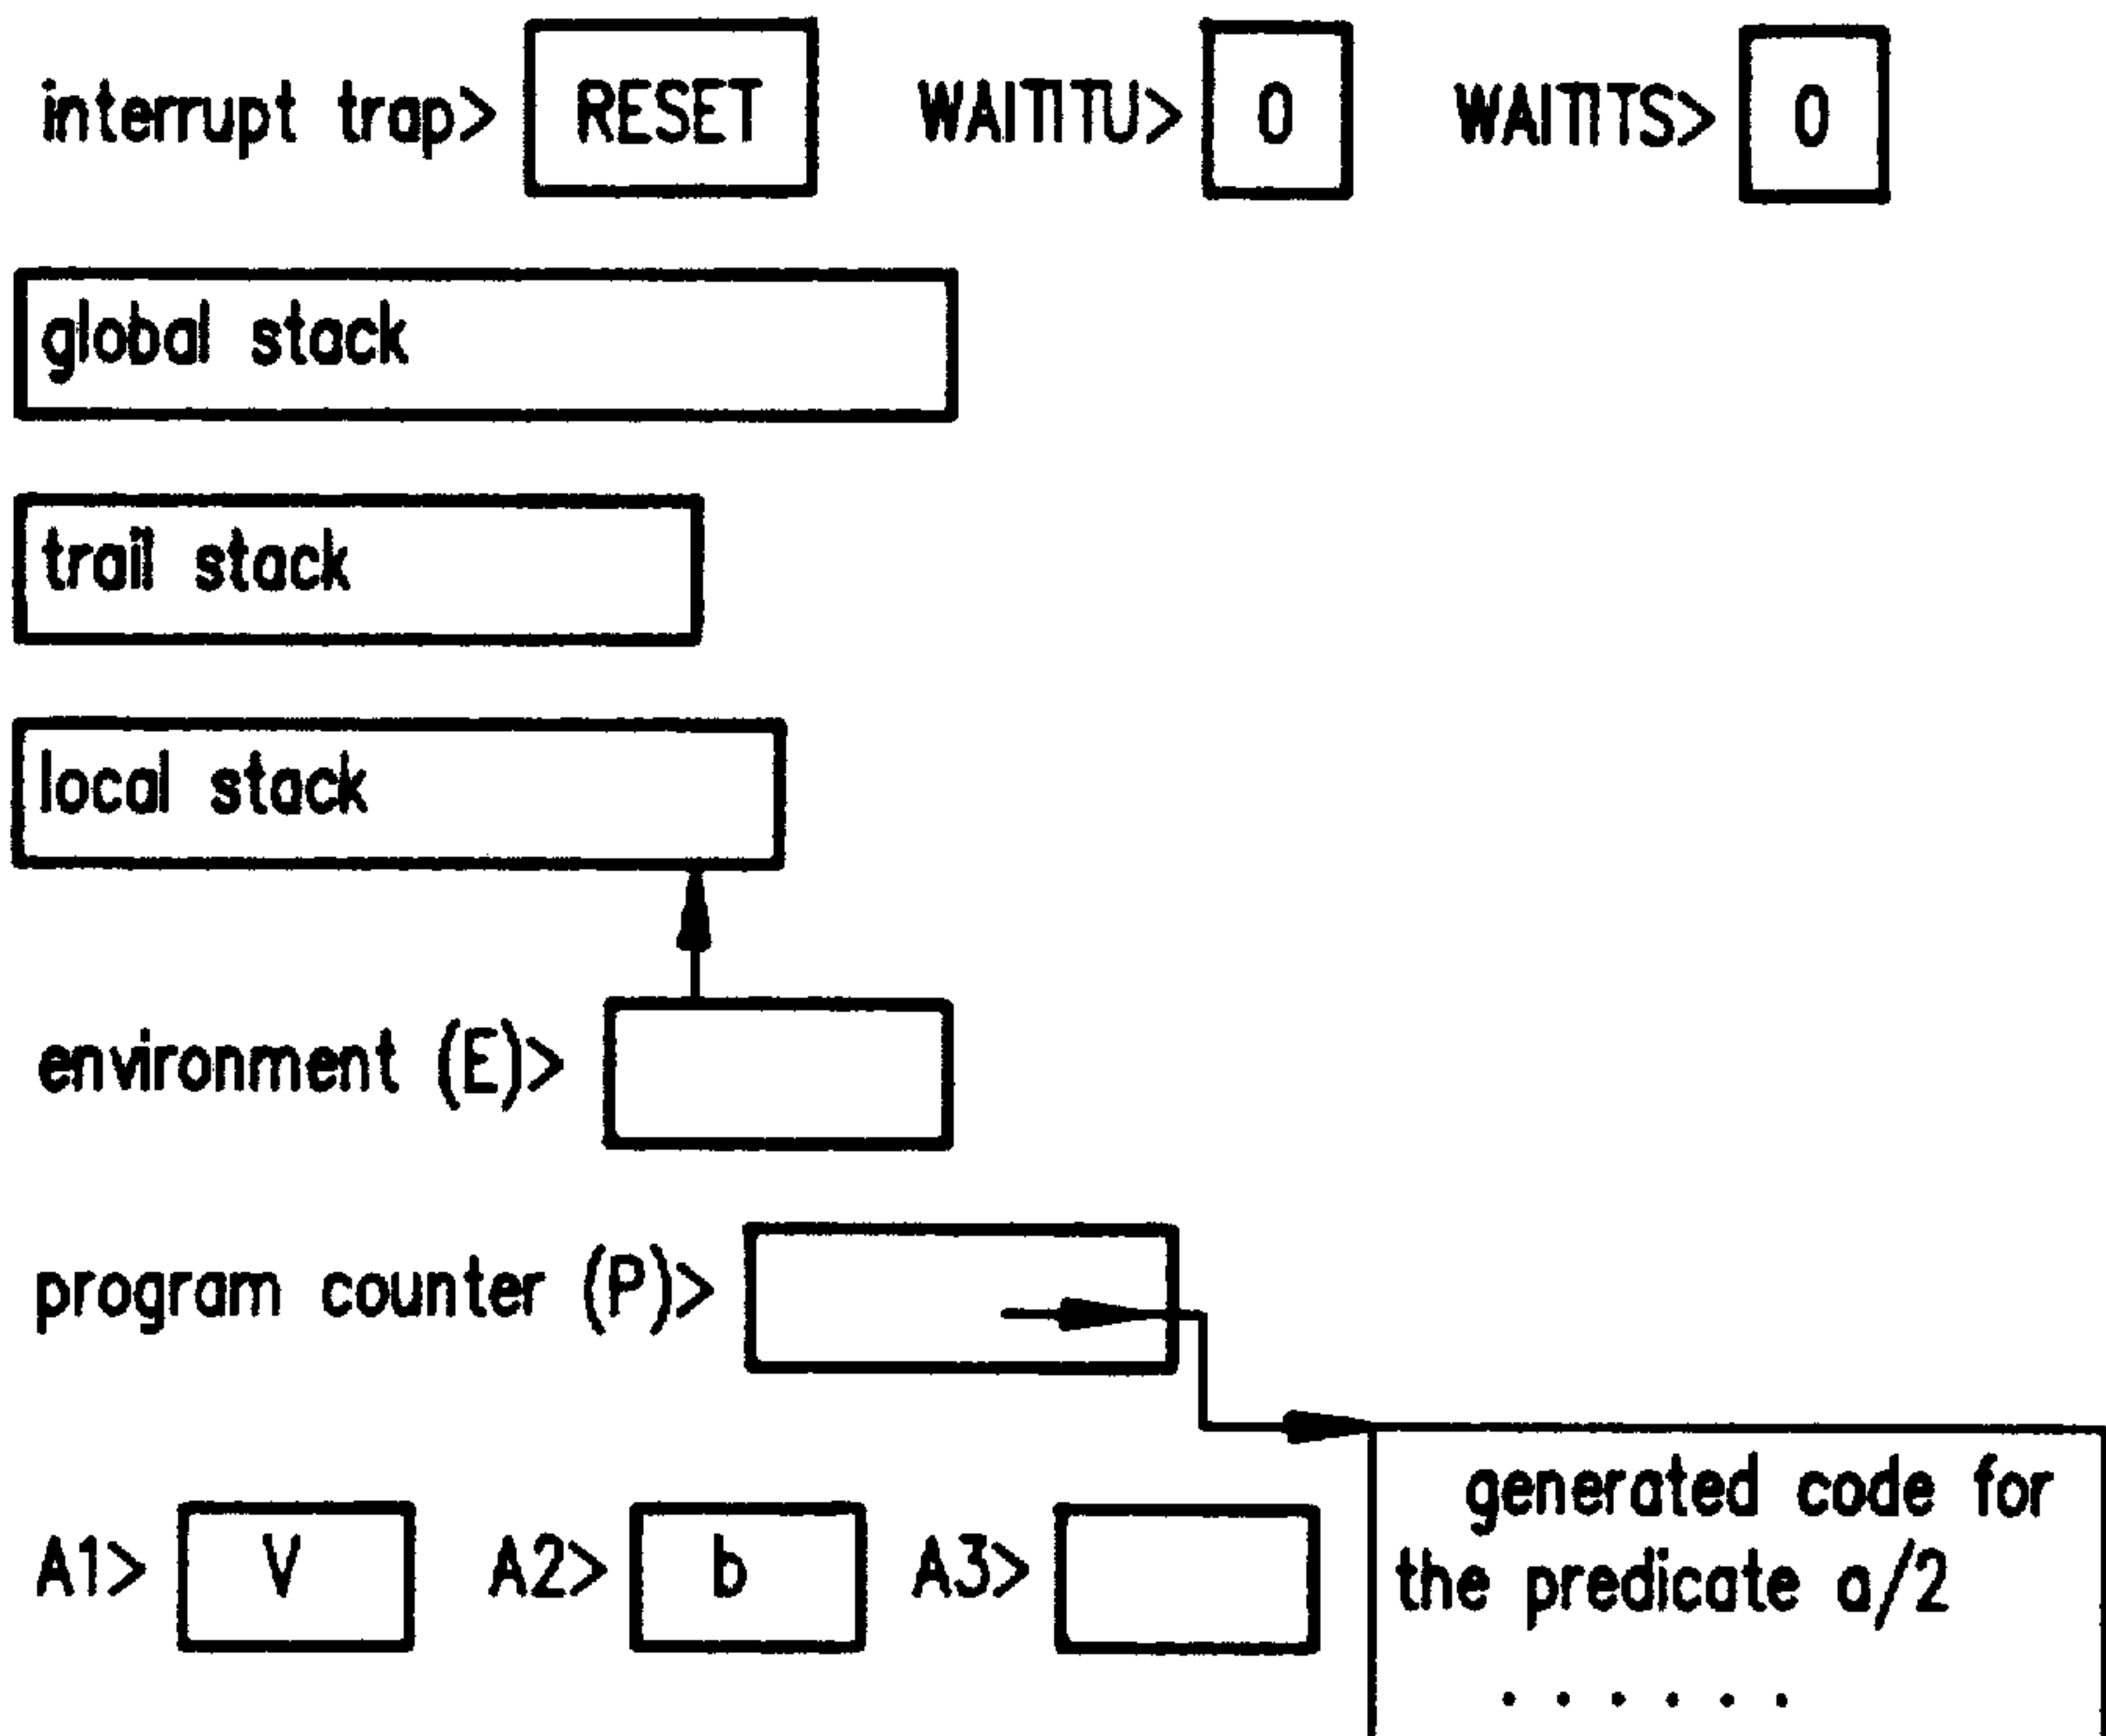 interrupt trap> RESET WAITITU> 0 WAITITS> 0
global stack
trail stack
local stack
environment (E)>
program counter (P)>
A1> V A2> b A3>
generated code for
the predicate a/2
. . . . . .